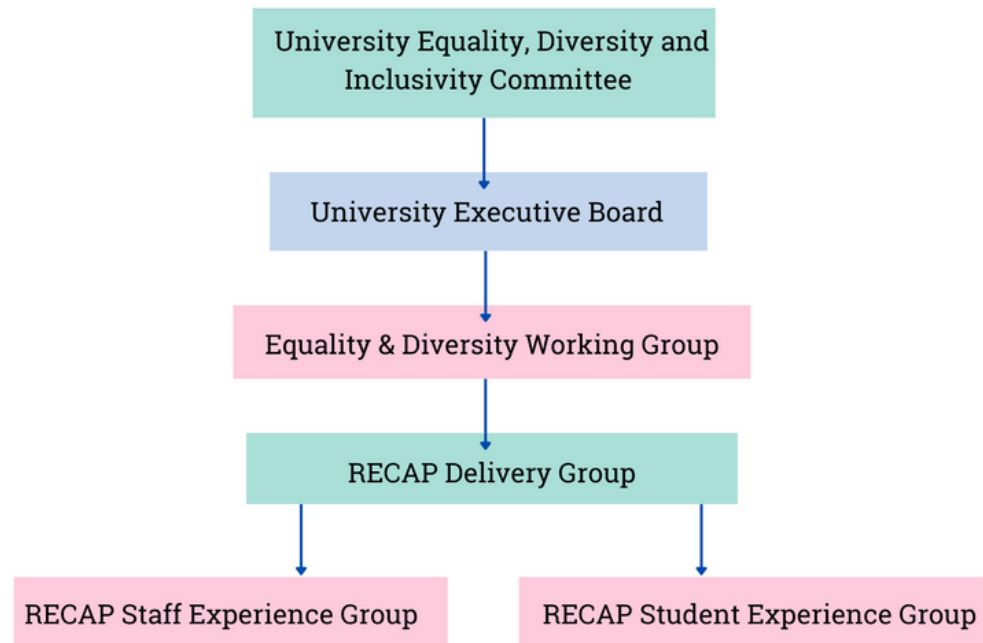 University Equality, Diversity and
Inclusivity Committee
University Executive Board
Equality & Diversity Working Group
RECAP Delivery Group
RECAP Staff Experience Group
RECAP Student Experience Group